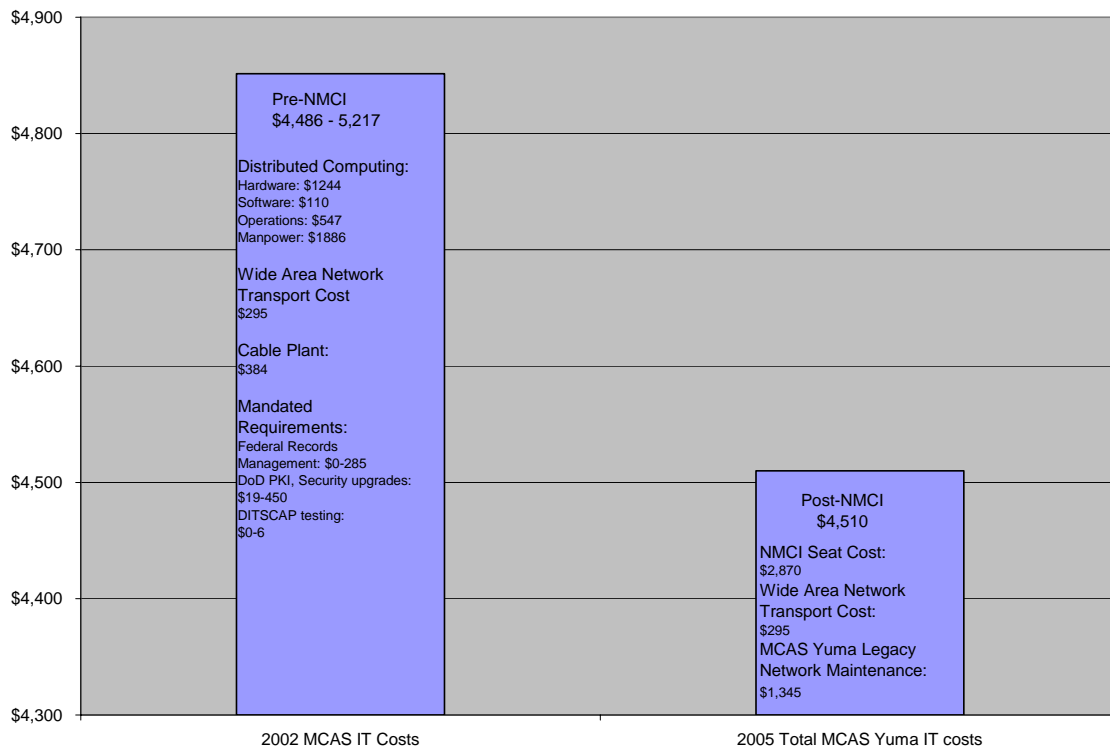 $4,900
$4,800
$4,700
$4,600
$4,500
$4,400
$4,300
Pre-NMCI
$4,486 - 5,217
Distributed Computing:
Hardware: $1244
Software: $110
Operations: $547
Manpower: $1886
Wide Area Network
Transport Cost
$295
Cable Plant:
$384
Mandated
Requirements:
Federal Records
Management: $0-285
DoD PKI, Security upgrades:
$19-450
DITSCAP testing:
$0-6
Post-NMCI
$4,510
NMCI Seat Cost:
$2,870
Wide Area Network
Transport Cost:
$295
MCAS Yuma Legacy
Network Maintenance:
$1,345
2002 MCAS IT Costs
2005 Total MCAS Yuma IT costs